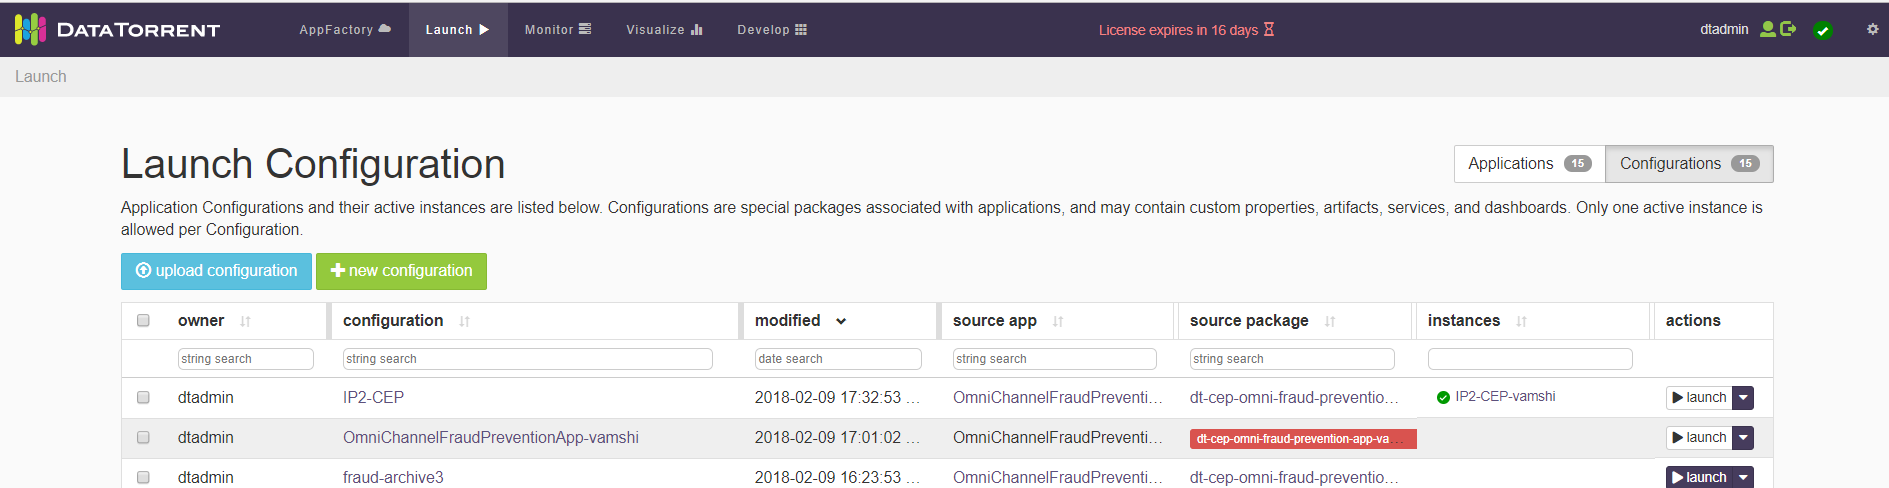 DATATORRENT AppFactory Launch Monitor Visualize Develop License expires in 16 days dtadmin
Launch
Launch Configuration
Applications 15 Configurations 15
Application Configurations and their active instances are listed below. Configurations are special packages associated with applications, and may contain custom properties, artifacts, services, and dashboards. Only one active instance is
allowed per Configuration.
upload configuration new configuration
owner configuration modified source app source package instances actions
string search string search date search string search string search
dtadmin IP2-CEP 2018-02-09 17:32:53 ... OmniChannelFraudPreventi... dt-cep-omni-fraud-preventio... IP2-CEP-vamshi launch
dtadmin OmniChannelFraudPreventionApp-vamshi 2018-02-09 17:01:02 ... OmniChannelFraudPreventi... dt-cep-omni-fraud-prevention-app-va... launch
dtadmin fraud-archive3 2018-02-09 16:23:53 ... OmniChannelFraudPreventi... dt-cep-omni-fraud-preventio... launch